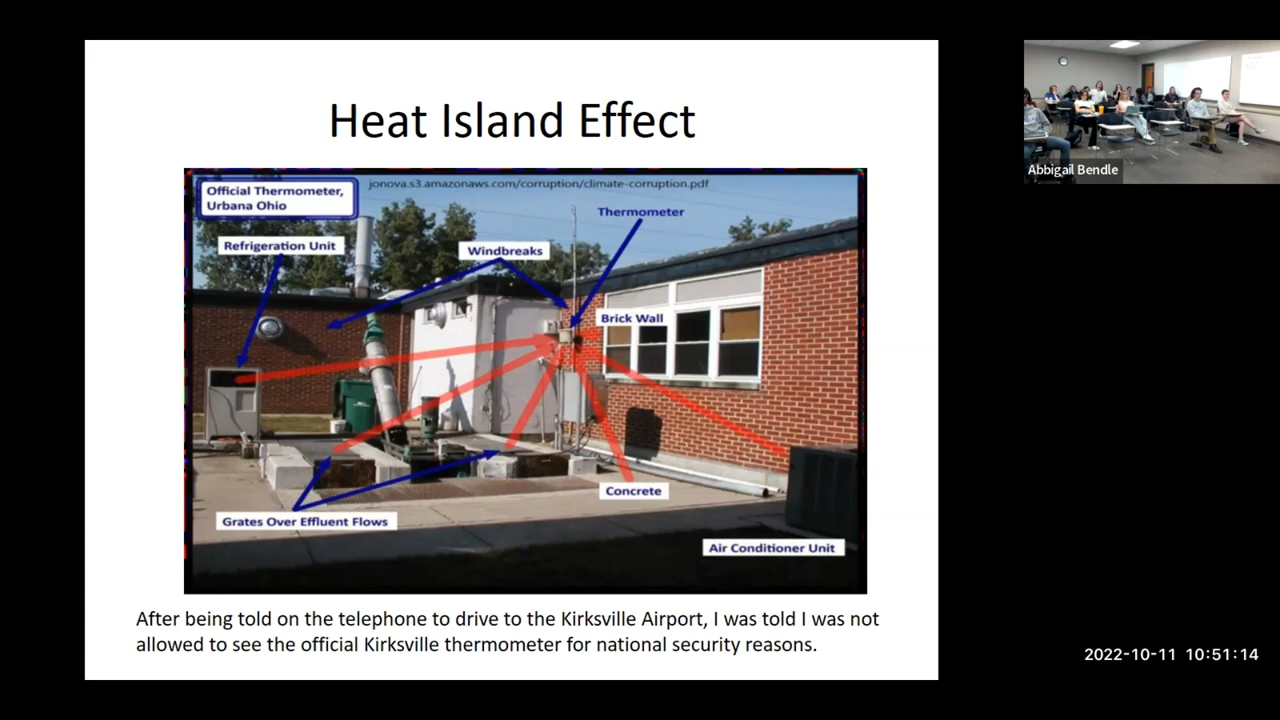 Heat Island Effect
Official Thermometer,
Urbana Ohio
jonova.s3.amazonaws.com/corruption/climate-corruption.pdf
Thermometer
Refrigeration Unit
Windbreaks
Brick Wall
Concrete
Grates Over Effluent Flows
Air Conditioner Unit
After being told on the telephone to drive to the Kirksville Airport, I was told I was not
allowed to see the official Kirksville thermometer for national security reasons.
Abbigail Bendle
2022-10-11 10:51:14